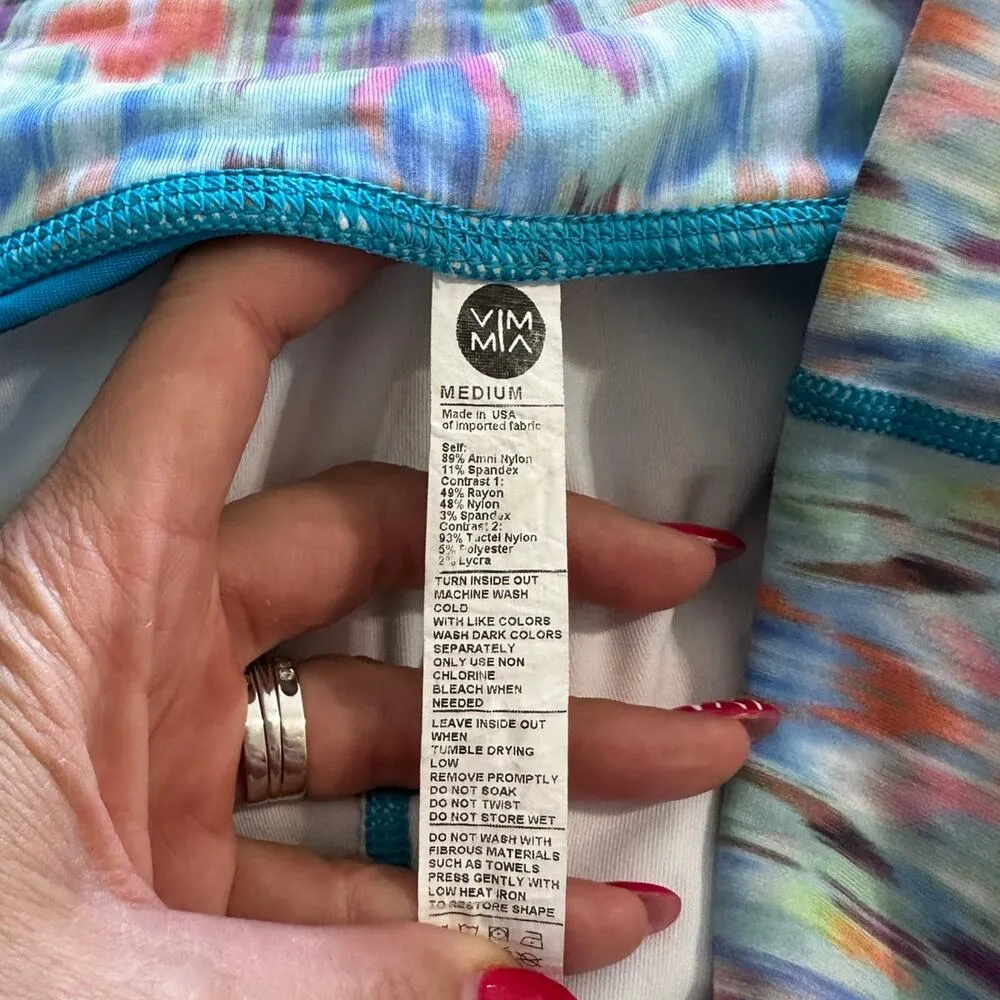 VIM
MIA
MEDIUM
Made in USA
of imported fabric
Self:
89% Amni Nylon
11% Spandex
Contrast 1:
49% Rayon
48% Nylon
3% Spandex
Contrast 2:
93% Tactel Nylon
5% Polyester
2% Lycra
TURN INSIDE OUT
MACHINE WASH
COLD
WITH LIKE COLORS
WASH DARK COLORS
SEPARATELY
ONLY USE NON
CHLORINE
BLEACH WHEN
NEEDED
LEAVE INSIDE OUT
WHEN
TUMBLE DRYING
LOW
REMOVE PROMPTLY
DO NOT SOAK
DO NOT TWIST
DO NOT STORE WET
DO NOT WASH WITH
FIBROUS MATERIALS
SUCH AS TOWELS
PRESS GENTLY WITH
LOW HEAT IRON
TO RESTORE SHAPE